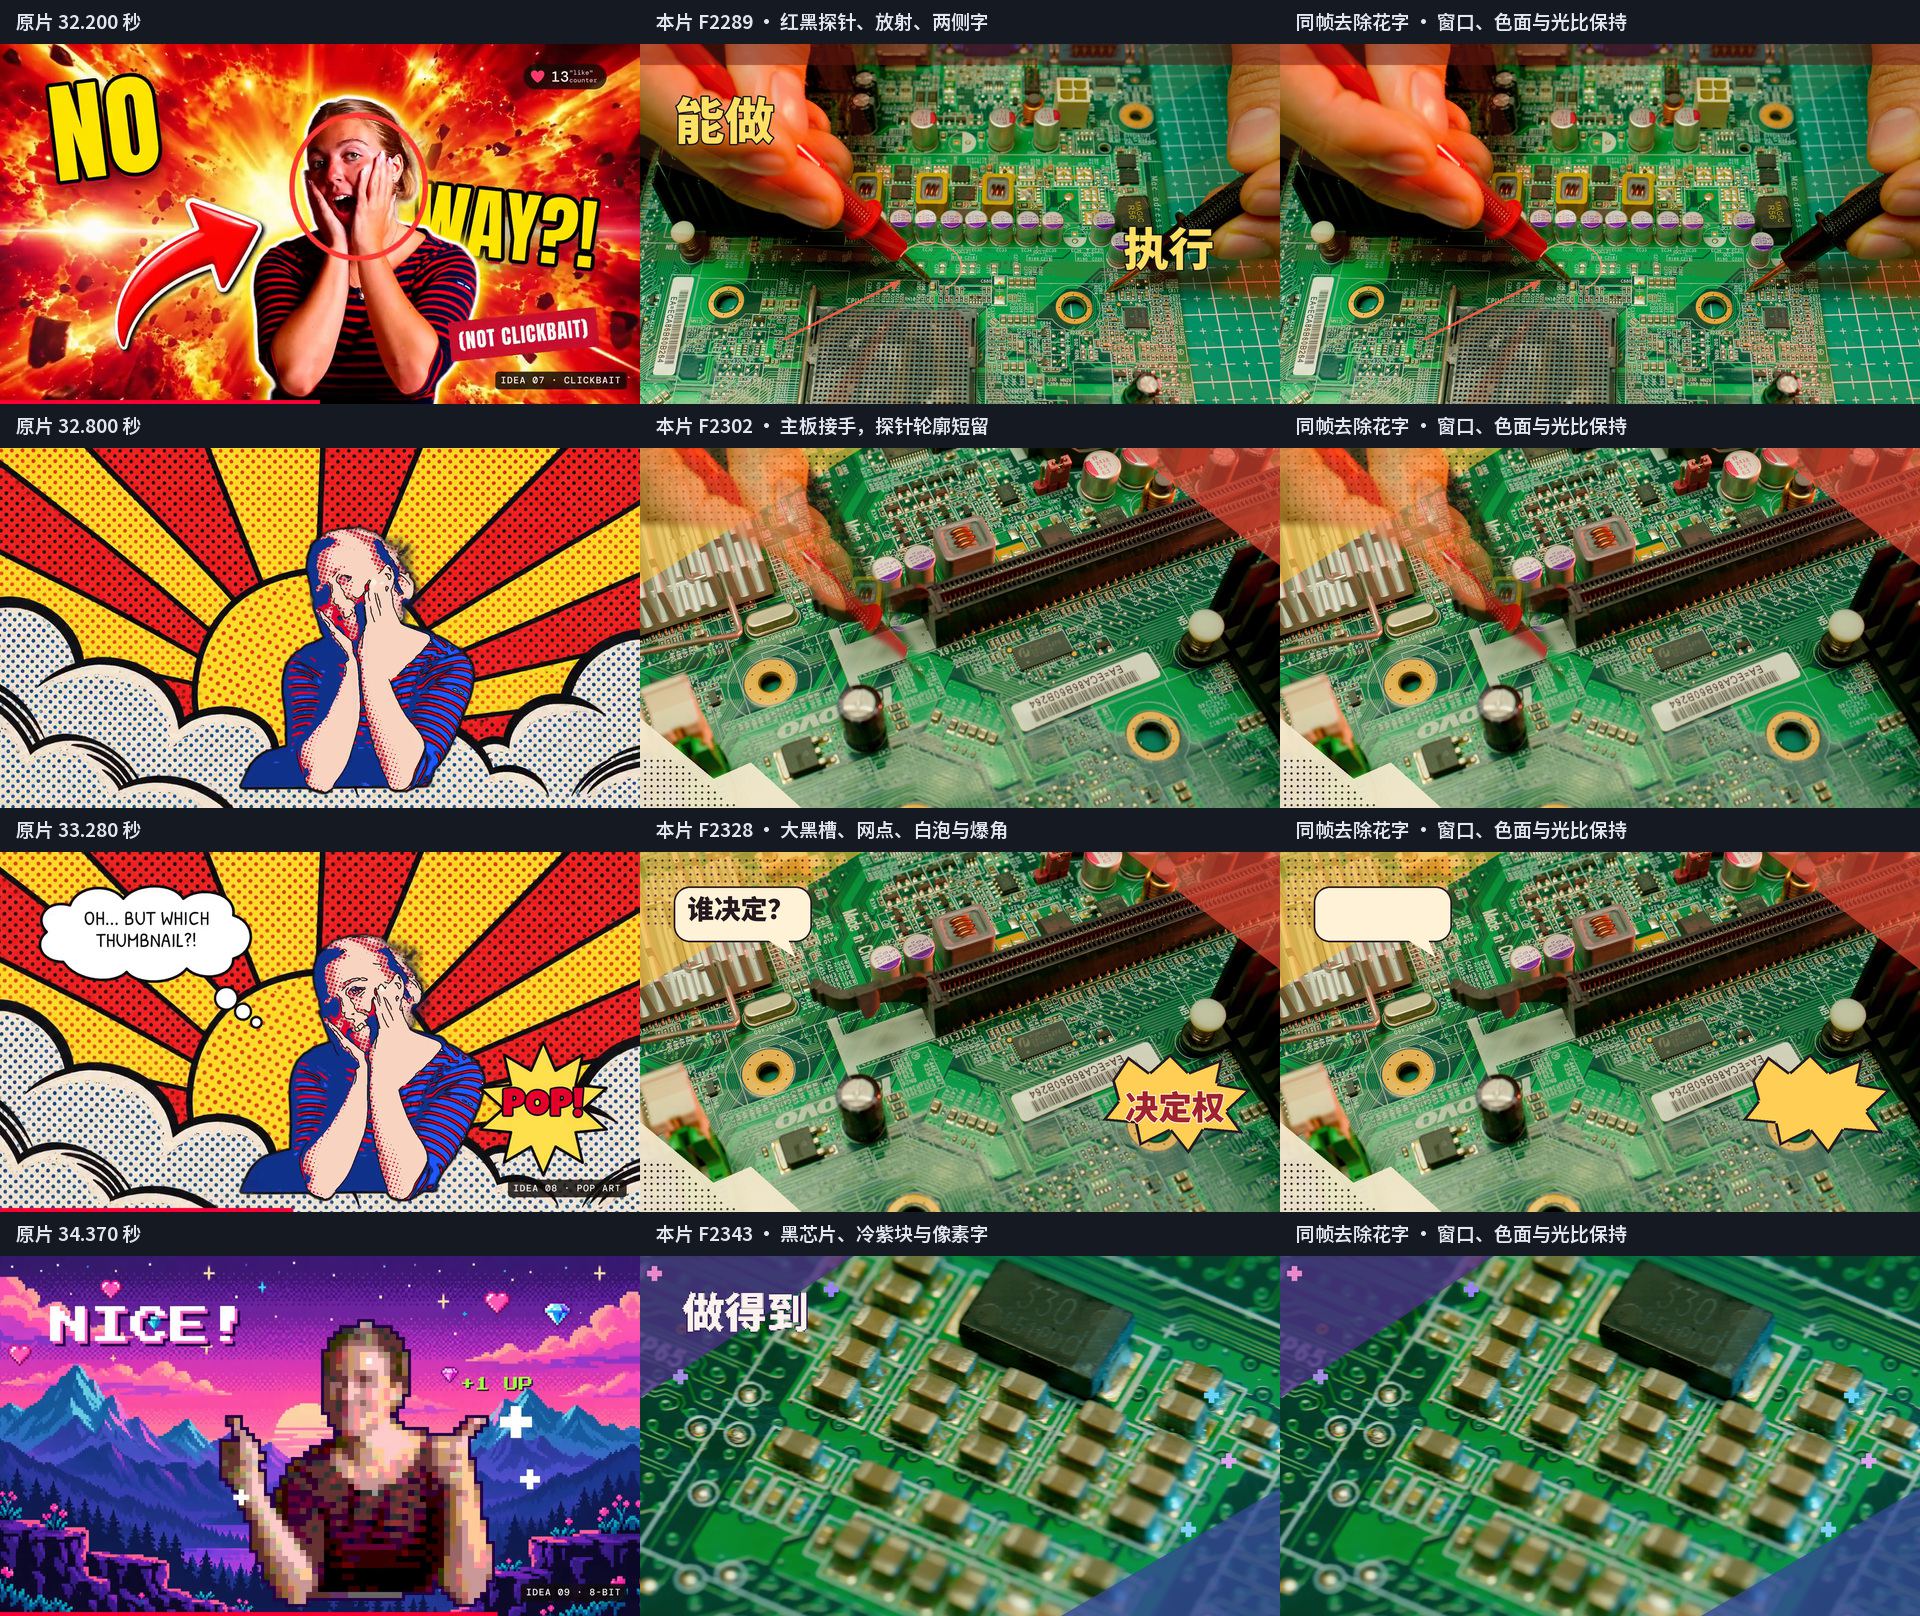 原片 32.200 秒
本片 F2289 • 红黑探针、放射、两侧字
同帧去除花字 • 窗口、色面与光比保持
NO
13 "like" counter
WAY?!
(NOT CLICKBAIT)
IDEA 07 · CLICKBAIT
能做
执行
原片 32.800 秒
本片 F2302 • 主板接手，探针轮廓短留
同帧去除花字 • 窗口、色面与光比保持
原片 33.280 秒
本片 F2328 • 大黑槽、网点、白泡与爆角
同帧去除花字 • 窗口、色面与光比保持
OH... BUT WHICH
THUMBNAIL?!
POP!
IDEA 08 · POP ART
谁决定?
Made in China
决定权
原片 34.370 秒
本片 F2343 • 黑芯片、冷紫块与像素字
同帧去除花字 • 窗口、色面与光比保持
NICE!
+1 UP
IDEA 09 · 8-BIT
做得到
330